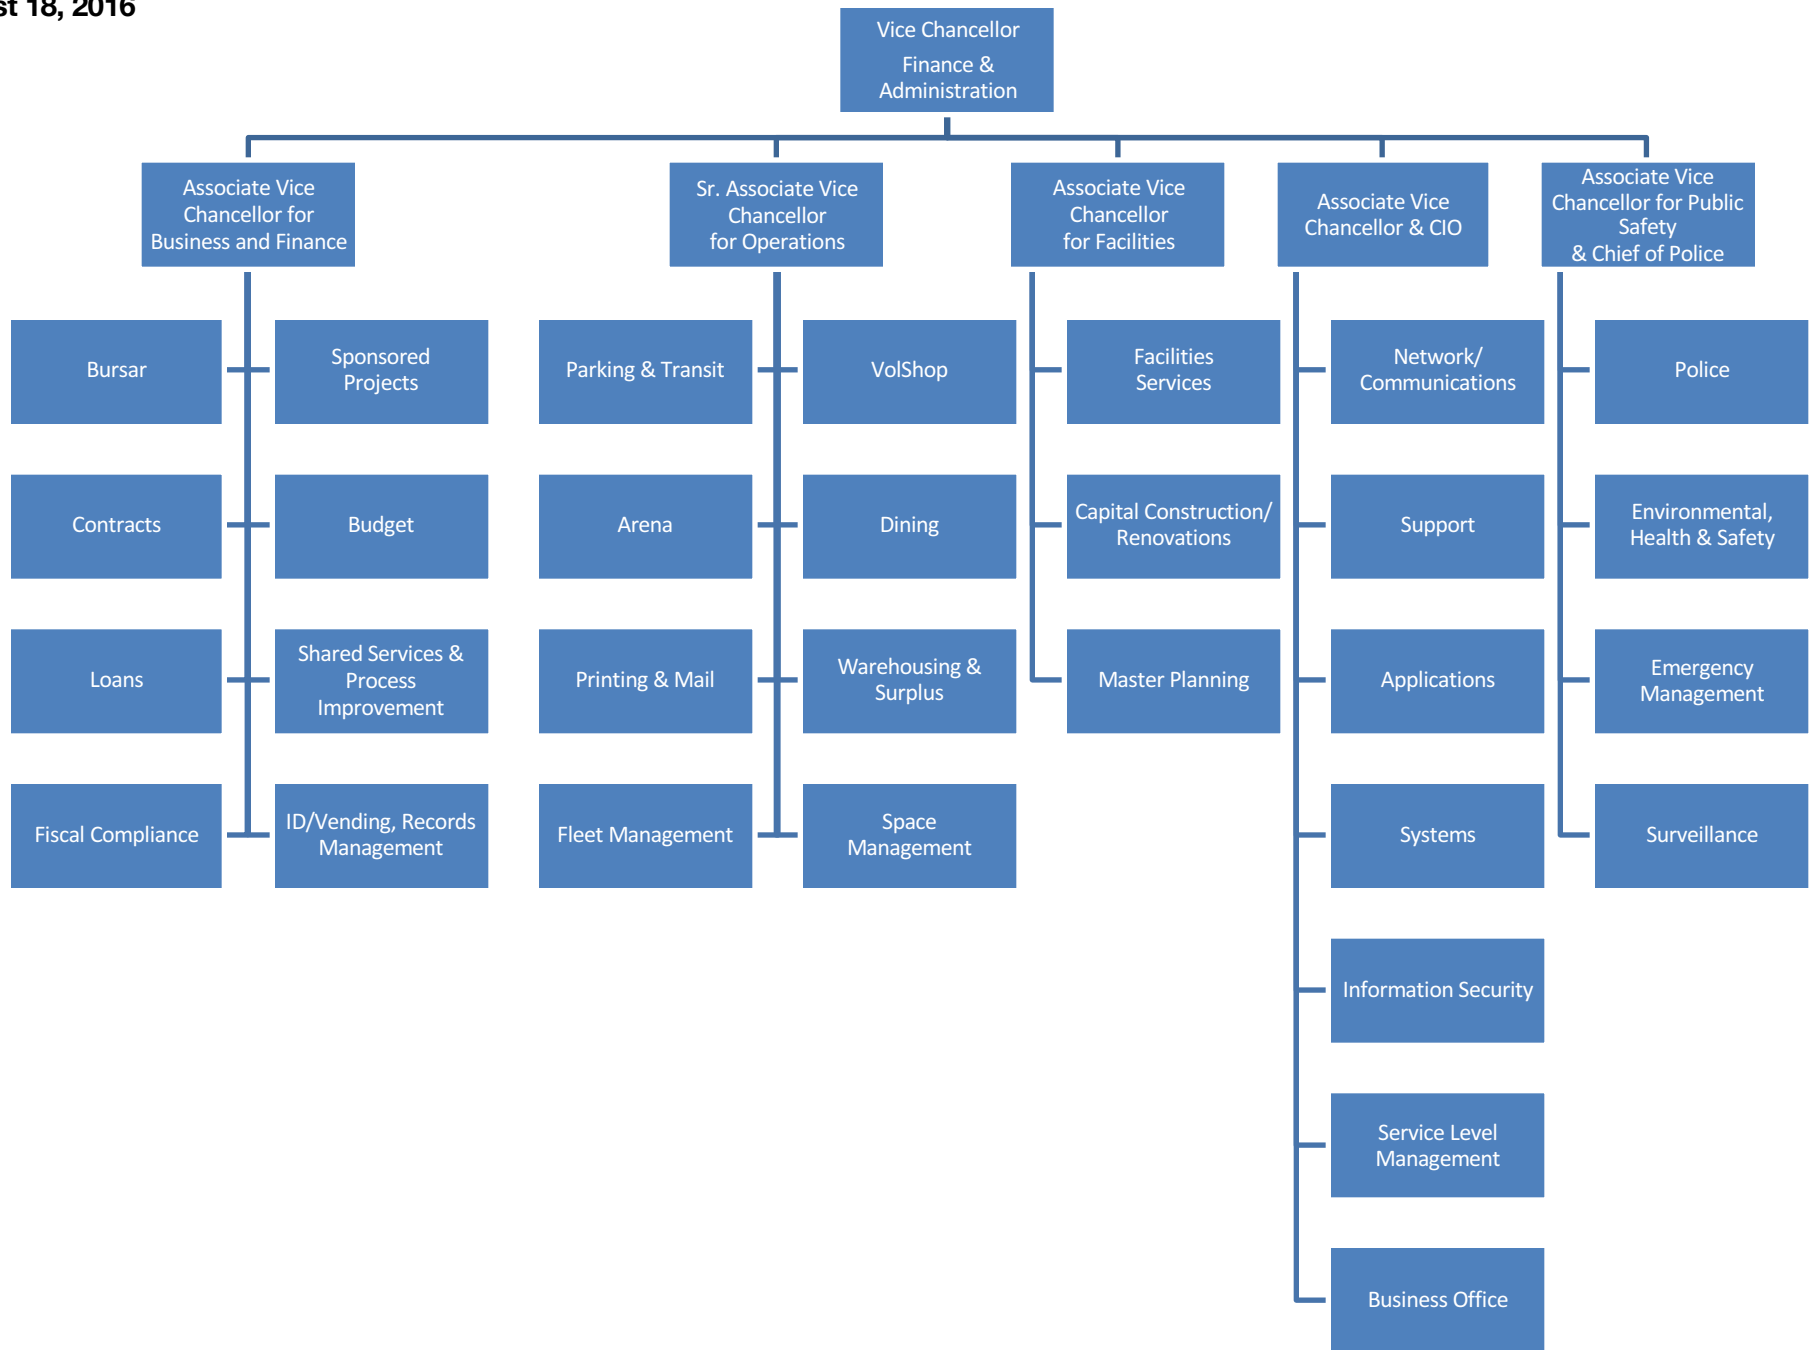 18, 2016
Vice Chancellor
Finance &
Administration
Associate Vice
Chancellor for
Business and Finance
Sr. Associate Vice
Chancellor
for Operations
Associate Vice
Chancellor
for Facilities
Associate Vice
Chancellor & CIO
Associate Vice
Chancellor for Public
Safety
& Chief of Police
Bursar
Sponsored
Projects
Parking & Transit
VolShop
Facilities
Services
Network/
Communications
Police
Contracts
Budget
Arena
Dining
Capital Construction/
Renovations
Support
Environmental,
Health & Safety
Loans
Shared Services &
Process
Improvement
Printing & Mail
Warehousing &
Surplus
Master Planning
Applications
Emergency
Management
Fiscal Compliance
ID/Vending, Records
Management
Fleet Management
Space
Management
Systems
Surveillance
Information Security
Service Level
Management
Business Office